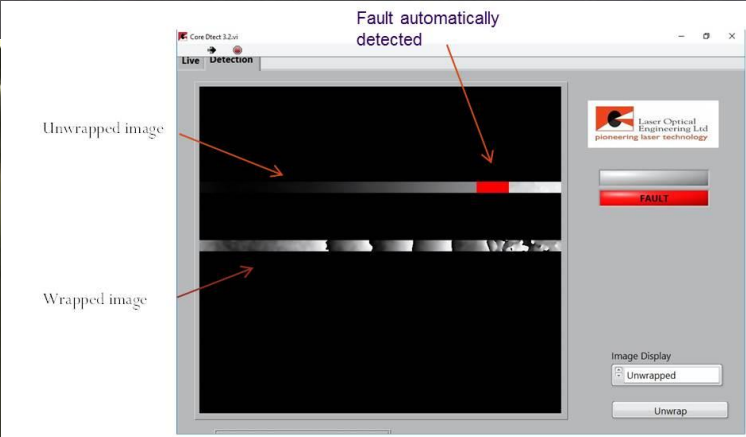 Fault automatically
detected
Core Dtect 3.2.vi
Live Detection
Unwrapped image
Laser Optical
Engineering Ltd
pioneering laser technology
FAULT
Wrapped image
Image Display
Unwrapped
Unwrap